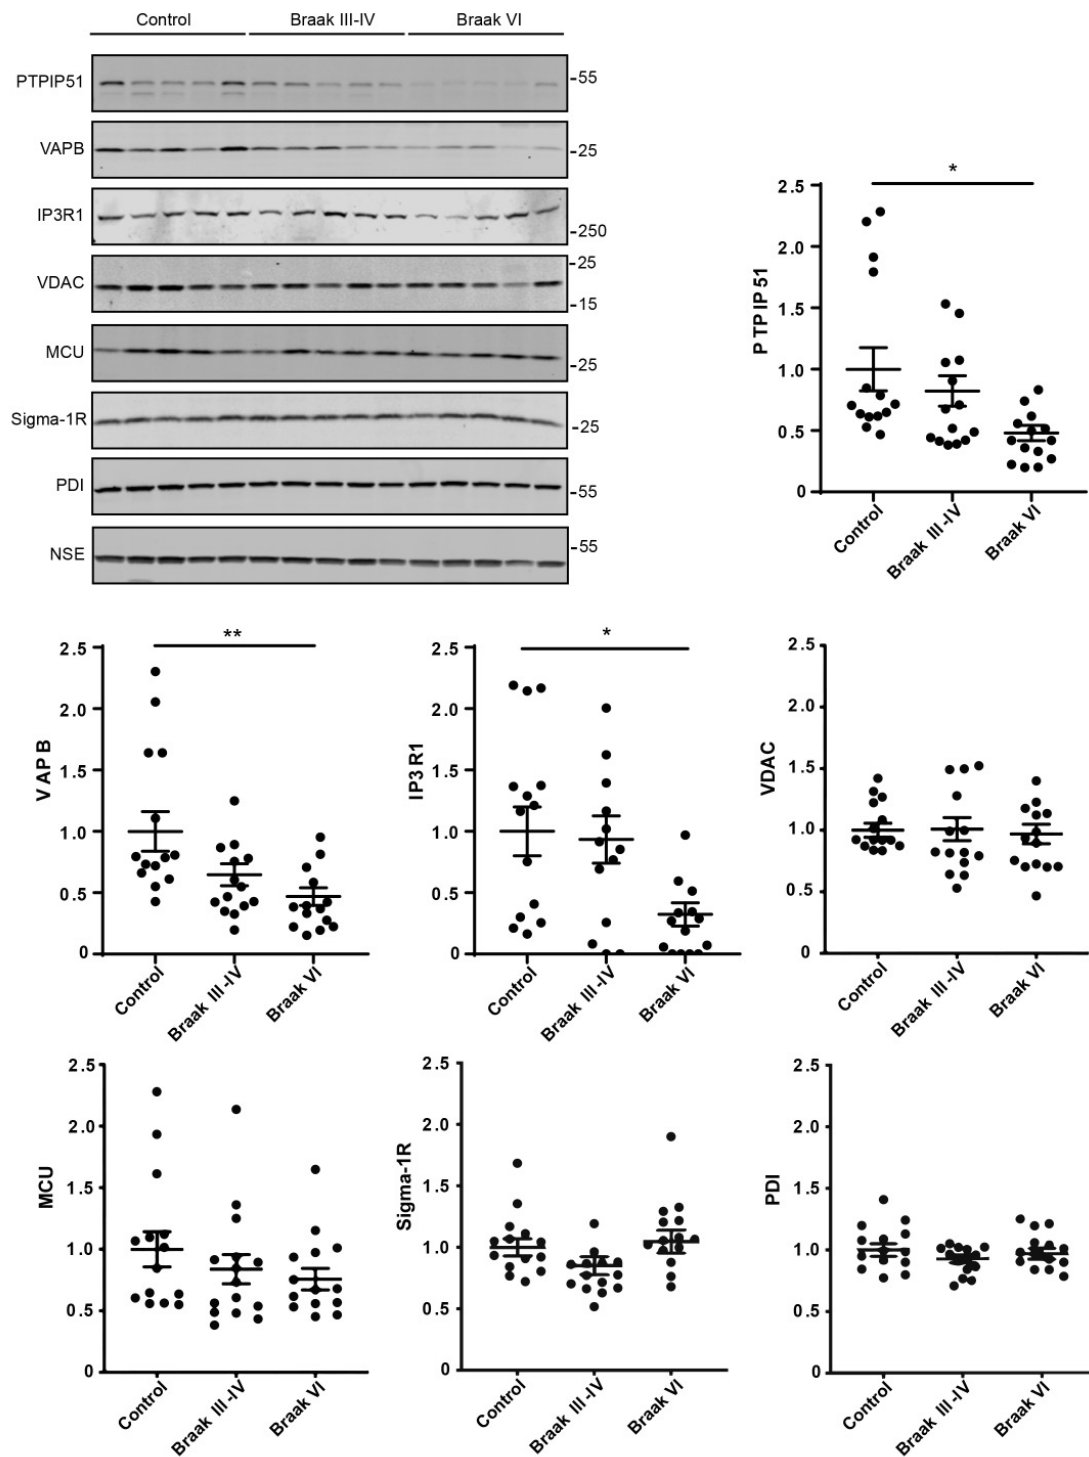 Control Braak III-IV Braak VI
PTPIP51 -55
VAPB -25
IP3R1 -250
VDAC -25
-15
MCU -25
Sigma-1R -25
PDI -55
NSE -55
*
PTPIP51
2.5
2.0
1.5
1.0
0.5
0
Control Braak III-IV Braak VI
**
VAPB
2.5
2.0
1.5
1.0
0.5
0
Control Braak III-IV Braak VI
*
IP3R1
2.5
2.0
1.5
1.0
0.5
0
Control Braak III-IV Braak VI
VDAC
2.5
2.0
1.5
1.0
0.5
0
Control Braak III-IV Braak VI
MCU
2.5
2.0
1.5
1.0
0.5
0
Control Braak III-IV Braak VI
Sigma-1R
2.5
2.0
1.5
1.0
0.5
0
Control Braak III-IV Braak VI
PDI
2.5
2.0
1.5
1.0
0.5
0
Control Braak III-IV Braak VI